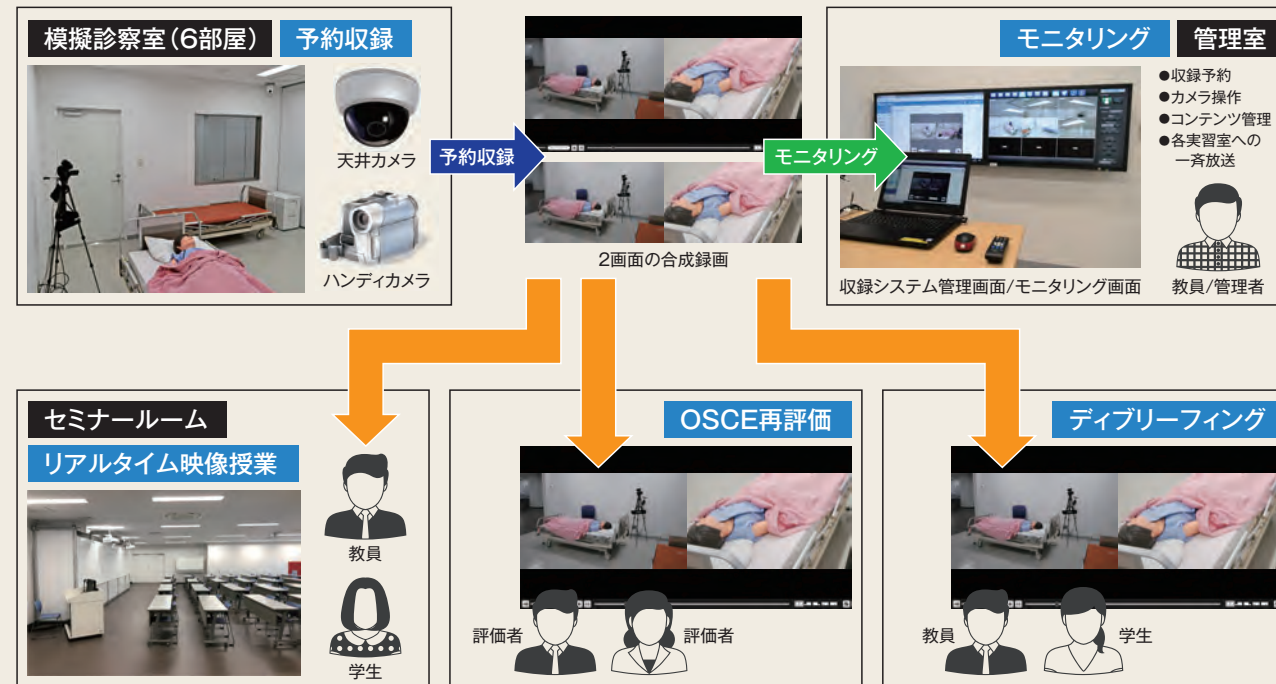 模擬診察室(6部屋)
予約収録
天井カメラ
ハンディカメラ
予約収録
2画面の合成録画
モニタリング
モニタリング
管理室
●収録予約
●カメラ操作
●コンテンツ管理
●各実習室への
一斉放送
収録システム管理画面/モニタリング画面
教員/管理者
セミナールーム
リアルタイム映像授業
教員
学生
OSCE再評価
評価者
評価者
ディブリーフィング
教員
学生